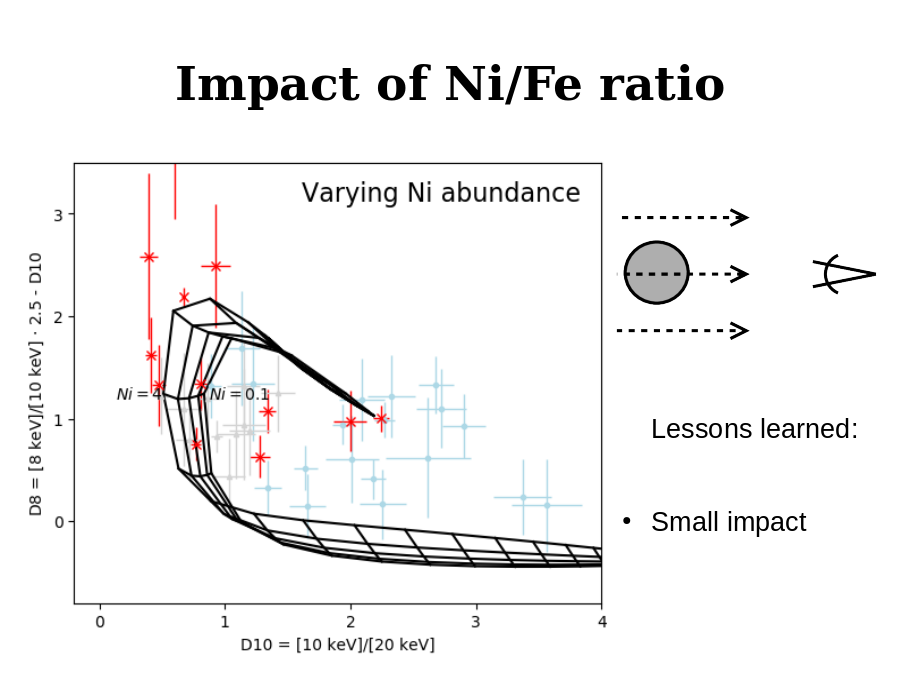 Impact of Ni/Fe ratio
Varying Ni abundance
D8 = [8 keV]/[10 keV] · 2.5 - D10
3
2
1
0
Ni = 4
Ni = 0.1
0 1 2 3 4
D10 = [10 keV]/[20 keV]
Lessons learned:
• Small impact